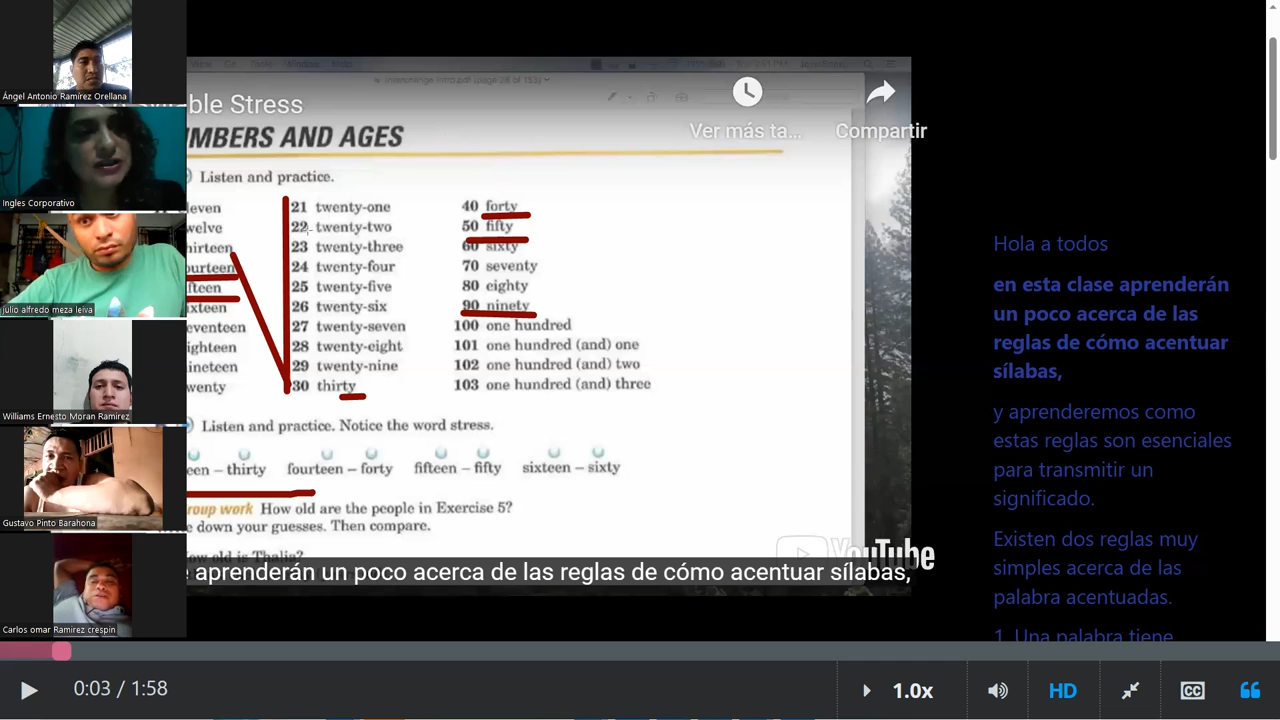 Ángel Antonio Ramírez Orellana
Ingles Corporativo
julio alfredo meza leiva
Williams Ernesto Moran Ramirez
Gustavo Pinto Barahona
Carlos omar Ramirez crespin
ble Stress
Ver más ta...
Compartir
MBERS AND AGES
Listen and practice.
leven
welve
hirteen
ourteen
fteen
ixteen
eventeen
ighteen
ineteen
wenty
21 twenty-one
22 twenty-two
23 twenty-three
24 twenty-four
25 twenty-five
26 twenty-six
27 twenty-seven
28 twenty-eight
29 twenty-nine
30 thirty
40 forty
50 fifty
60 sixty
70 seventy
80 eighty
90 ninety
100 one hundred
101 one hundred (and) one
102 one hundred (and) two
103 one hundred (and) three
Listen and practice. Notice the word stress.
een – thirty fourteen – forty fifteen – fifty sixteen – sixty
roup work How old are the people in Exercise 5?
e down your guesses. Then compare.
ow old is Thalia?
YouTube
e aprenderán un poco acerca de las reglas de cómo acentuar sílabas,
Hola a todos
en esta clase aprenderán
un poco acerca de las
reglas de cómo acentuar
sílabas,
y aprenderemos como
estas reglas son esenciales
para transmitir un
significado.
Existen dos reglas muy
simples acerca de las
palabra acentuadas.
1. Una palabra tiene
0:03 / 1:58
1.0x
HD
CC